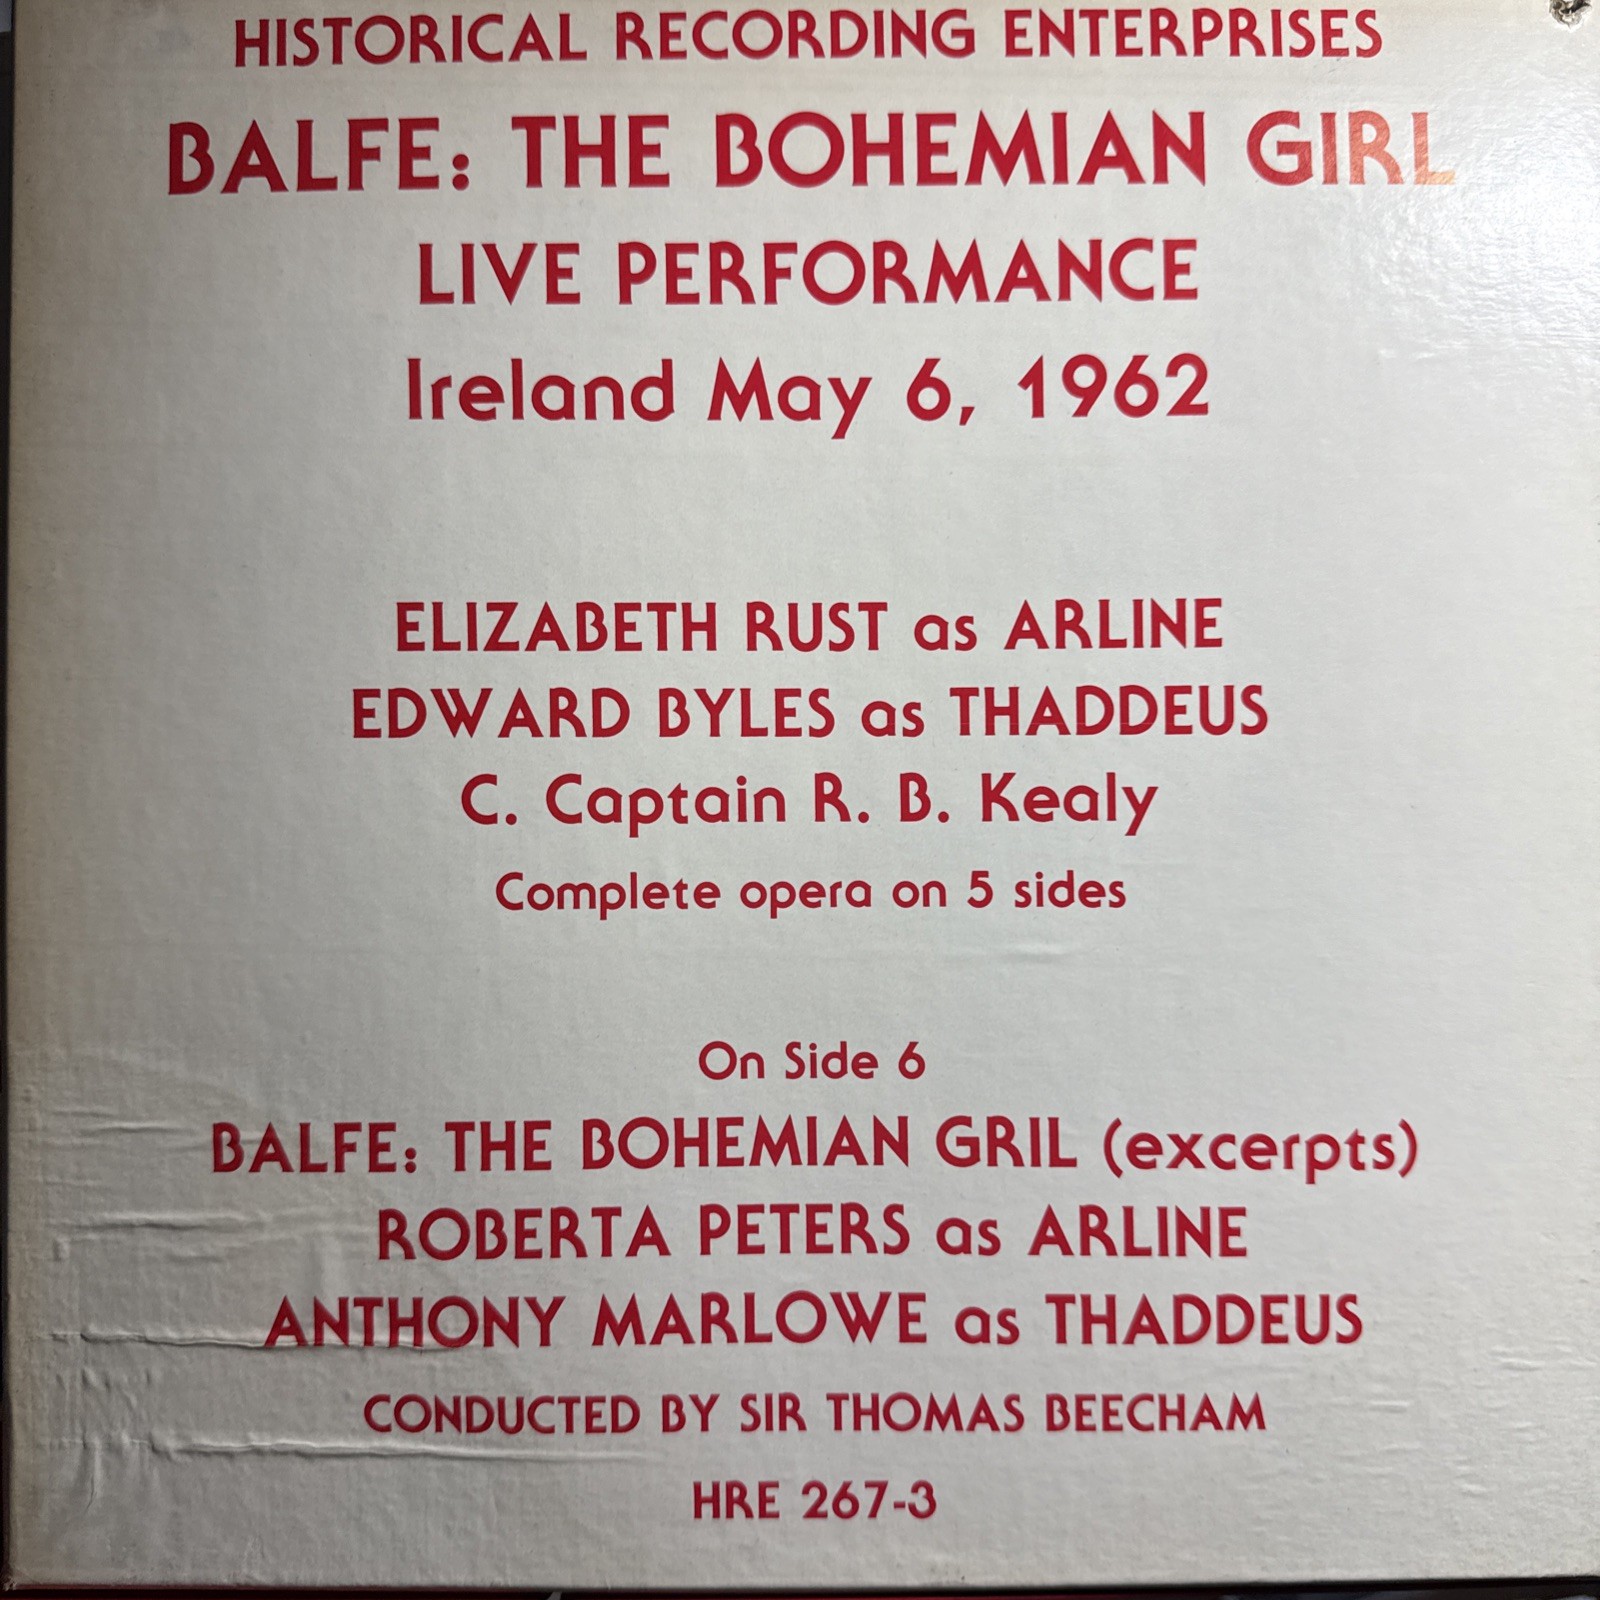 HISTORICAL RECORDING ENTERPRISES
BALFE: THE BOHEMIAN GIRL
LIVE PERFORMANCE
Ireland May 6, 1962
ELIZABETH RUST as ARLINE
EDWARD BYLES as THADDEUS
C. Captain R. B. Kealy
Complete opera on 5 sides
On Side 6
BALFE: THE BOHEMIAN GRIL (excerpts)
ROBERTA PETERS as ARLINE
ANTHONY MARLOWE as THADDEUS
CONDUCTED BY SIR THOMAS BEECHAM
HRE 267-3